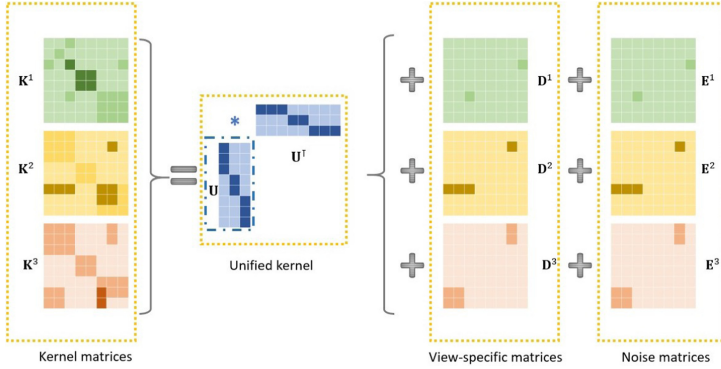 K¹
K²
K³
Kernel matrices
=
*
U
U^⊤
Unified kernel
+ D¹ + E¹
+ D² + E²
+ D³ + E³
View-specific matrices
Noise matrices